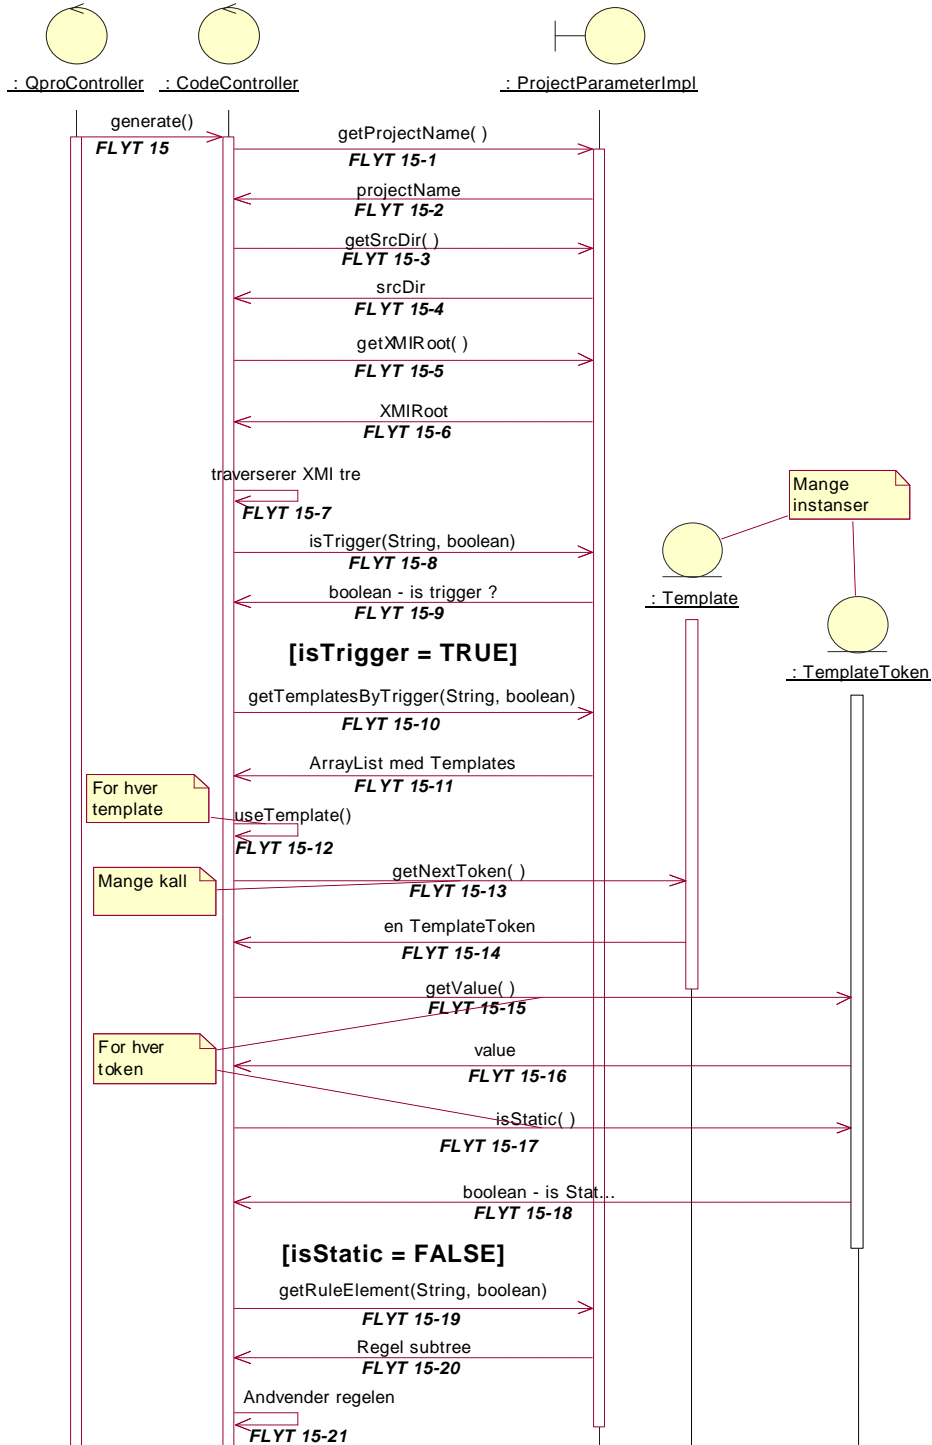 : QproController
: CodeController
: ProjectParameterImpl
generate()
FLYT 15
getProjectName( )
FLYT 15-1
projectName
FLYT 15-2
getSrcDir( )
FLYT 15-3
srcDir
FLYT 15-4
getXMIRoot( )
FLYT 15-5
XMIRoot
FLYT 15-6
traverserer XMI tre
FLYT 15-7
Mange
instanser
isTrigger(String, boolean)
FLYT 15-8
boolean - is trigger ?
FLYT 15-9
: Template
: TemplateToken
[isTrigger = TRUE]
getTemplatesByTrigger(String, boolean)
FLYT 15-10
ArrayList med Templates
FLYT 15-11
For hver
template
useTemplate()
FLYT 15-12
Mange kall
getNextToken( )
FLYT 15-13
en TemplateToken
FLYT 15-14
getValue( )
FLYT 15-15
For hver
token
value
FLYT 15-16
isStatic( )
FLYT 15-17
boolean - is Stat...
FLYT 15-18
[isStatic = FALSE]
getRuleElement(String, boolean)
FLYT 15-19
Regel subtree
FLYT 15-20
Andvender regelen
FLYT 15-21